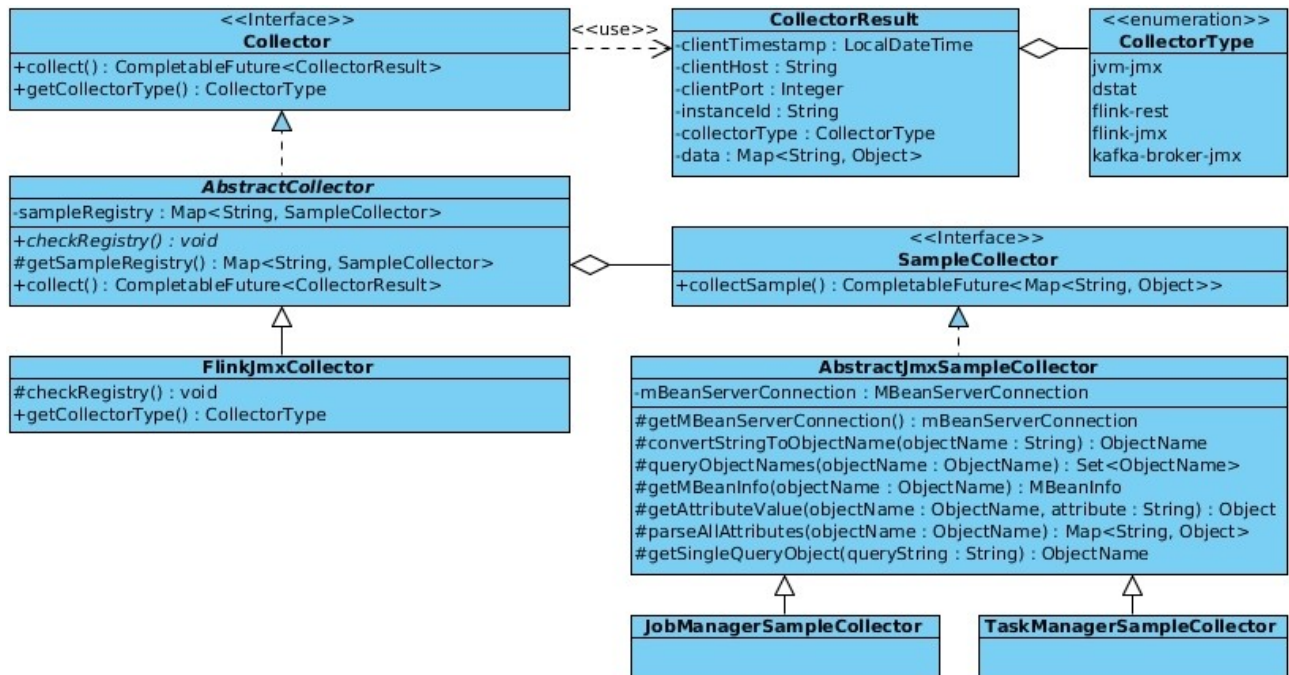 <<Interface>>
Collector
+collect() : CompletableFuture<CollectorResult>
+getCollectorType() : CollectorType
<<use>>
CollectorResult
-clientTimestamp : LocalDateTime
-clientHost : String
-clientPort : Integer
-instanceId : String
-collectorType : CollectorType
-data : Map<String, Object>
<<enumeration>>
CollectorType
jvm-jmx
dstat
flink-rest
flink-jmx
kafka-broker-jmx
AbstractCollector
-sampleRegistry : Map<String, SampleCollector>
+checkRegistry() : void
#getSampleRegistry() : Map<String, SampleCollector>
+collect() : CompletableFuture<CollectorResult>
<<Interface>>
SampleCollector
+collectSample() : CompletableFuture<Map<String, Object>>
FlinkJmxCollector
#checkRegistry() : void
+getCollectorType() : CollectorType
AbstractJmxSampleCollector
-mBeanServerConnection : MBeanServerConnection
#getMBeanServerConnection() : mBeanServerConnection
#convertStringToObjectName(objectName : String) : ObjectName
#queryObjectNames(objectName : ObjectName) : Set<ObjectName>
#getMBeanInfo(objectName : ObjectName) : MBeanInfo
#getAttributeValue(objectName : ObjectName, attribute : String) : Object
#parseAllAttributes(objectName : ObjectName) : Map<String, Object>
#getSingleQueryObject(queryString : String) : ObjectName
JobManagerSampleCollector
TaskManagerSampleCollector